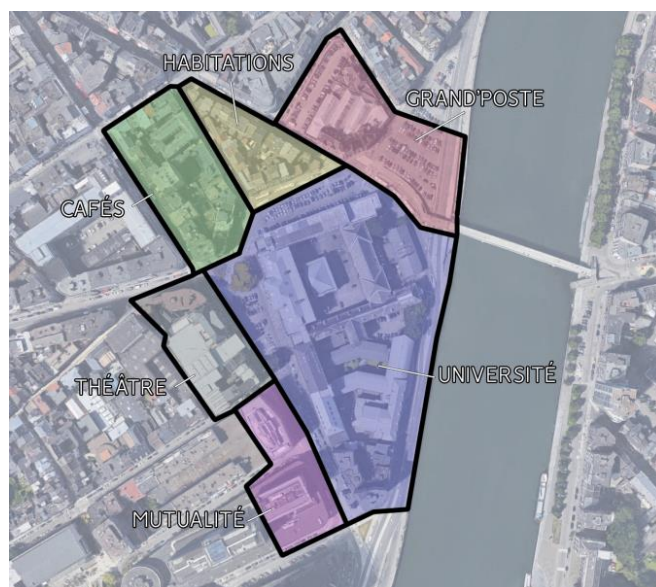 HABITATIONS
GRAND'POSTE
CAFÉS
UNIVERSITÉ
THÉÂTRE
MUTUALITÉ